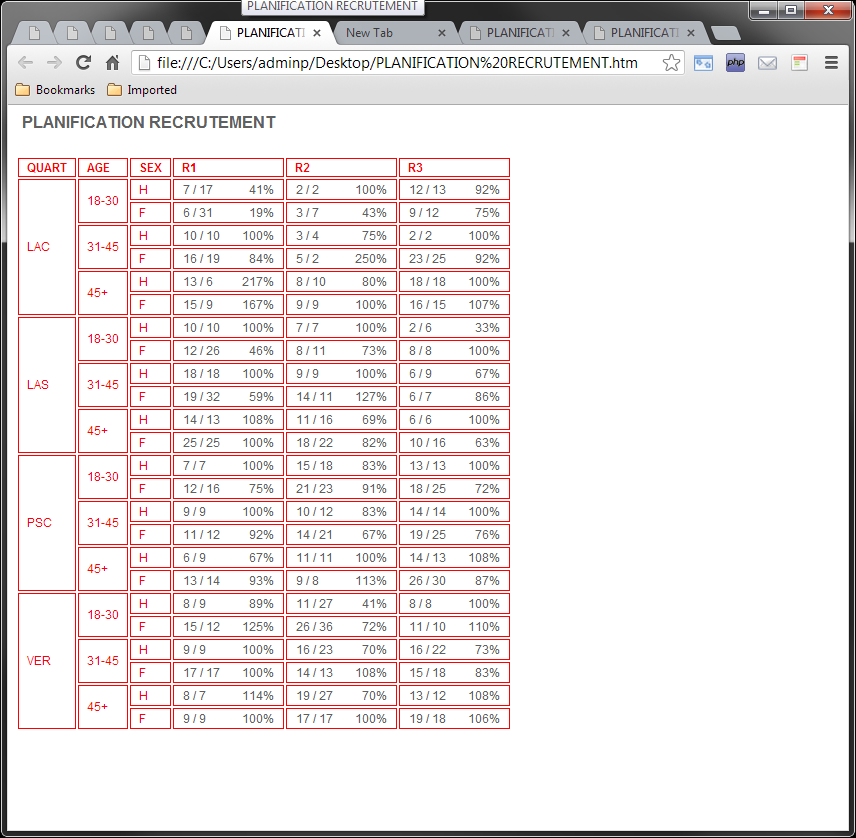 PLANIFICATION RECRUTEMENT
PLANIFICATI New Tab PLANIFICATI PLANIFICATI
file:///C:/Users/adminp/Desktop/PLANIFICATION%20RECRUTEMENT.htm php
Bookmarks Imported
PLANIFICATION RECRUTEMENT
QUART AGE SEX R1 R2 R3
LAC 18-30 H 7 / 17 41% 2 / 2 100% 12 / 13 92%
F 6 / 31 19% 3 / 7 43% 9 / 12 75%
31-45 H 10 / 10 100% 3 / 4 75% 2 / 2 100%
F 16 / 19 84% 5 / 2 250% 23 / 25 92%
45+ H 13 / 6 217% 8 / 10 80% 18 / 18 100%
F 15 / 9 167% 9 / 9 100% 16 / 15 107%
LAS 18-30 H 10 / 10 100% 7 / 7 100% 2 / 6 33%
F 12 / 26 46% 8 / 11 73% 8 / 8 100%
31-45 H 18 / 18 100% 9 / 9 100% 6 / 9 67%
F 19 / 32 59% 14 / 11 127% 6 / 7 86%
45+ H 14 / 13 108% 11 / 16 69% 6 / 6 100%
F 25 / 25 100% 18 / 22 82% 10 / 16 63%
PSC 18-30 H 7 / 7 100% 15 / 18 83% 13 / 13 100%
F 12 / 16 75% 21 / 23 91% 18 / 25 72%
31-45 H 9 / 9 100% 10 / 12 83% 14 / 14 100%
F 11 / 12 92% 14 / 21 67% 19 / 25 76%
45+ H 6 / 9 67% 11 / 11 100% 14 / 13 108%
F 13 / 14 93% 9 / 8 113% 26 / 30 87%
VER 18-30 H 8 / 9 89% 11 / 27 41% 8 / 8 100%
F 15 / 12 125% 26 / 36 72% 11 / 10 110%
31-45 H 9 / 9 100% 16 / 23 70% 16 / 22 73%
F 17 / 17 100% 14 / 13 108% 15 / 18 83%
45+ H 8 / 7 114% 19 / 27 70% 13 / 12 108%
F 9 / 9 100% 17 / 17 100% 19 / 18 106%